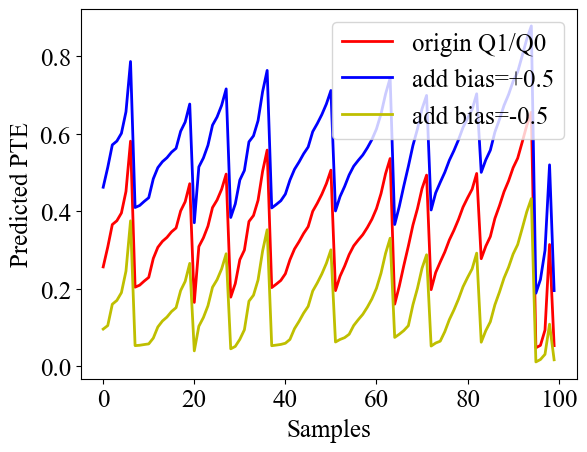 origin Q1/Q0
add bias=+0.5
add bias=-0.5
Predicted PTE
0.8
0.6
0.4
0.2
0.0
0 20 40 60 80 100
Samples